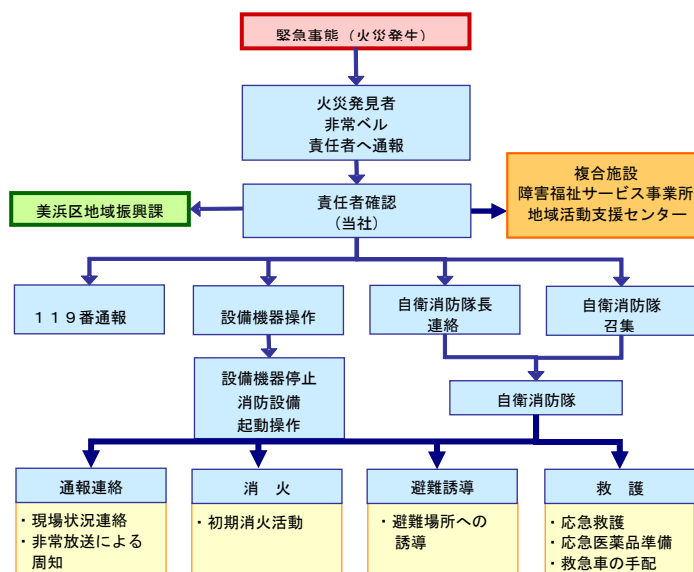 緊急事態（火災発生）
火災発見者
非常ベル
責任者へ通報
美浜区地域振興課
責任者確認
（当社）
複合施設
障害福祉サービス事業所
地域活動支援センター
１１９番通報
設備機器操作
自衛消防隊長
連絡
自衛消防隊
召集
設備機器停止
消防設備
起動操作
自衛消防隊
通報連絡
・現場状況連絡
・非常放送による
周知
消　火
・初期消火活動
避難誘導
・避難場所への
誘導
救　護
・応急救護
・応急医薬品準備
・救急車の手配